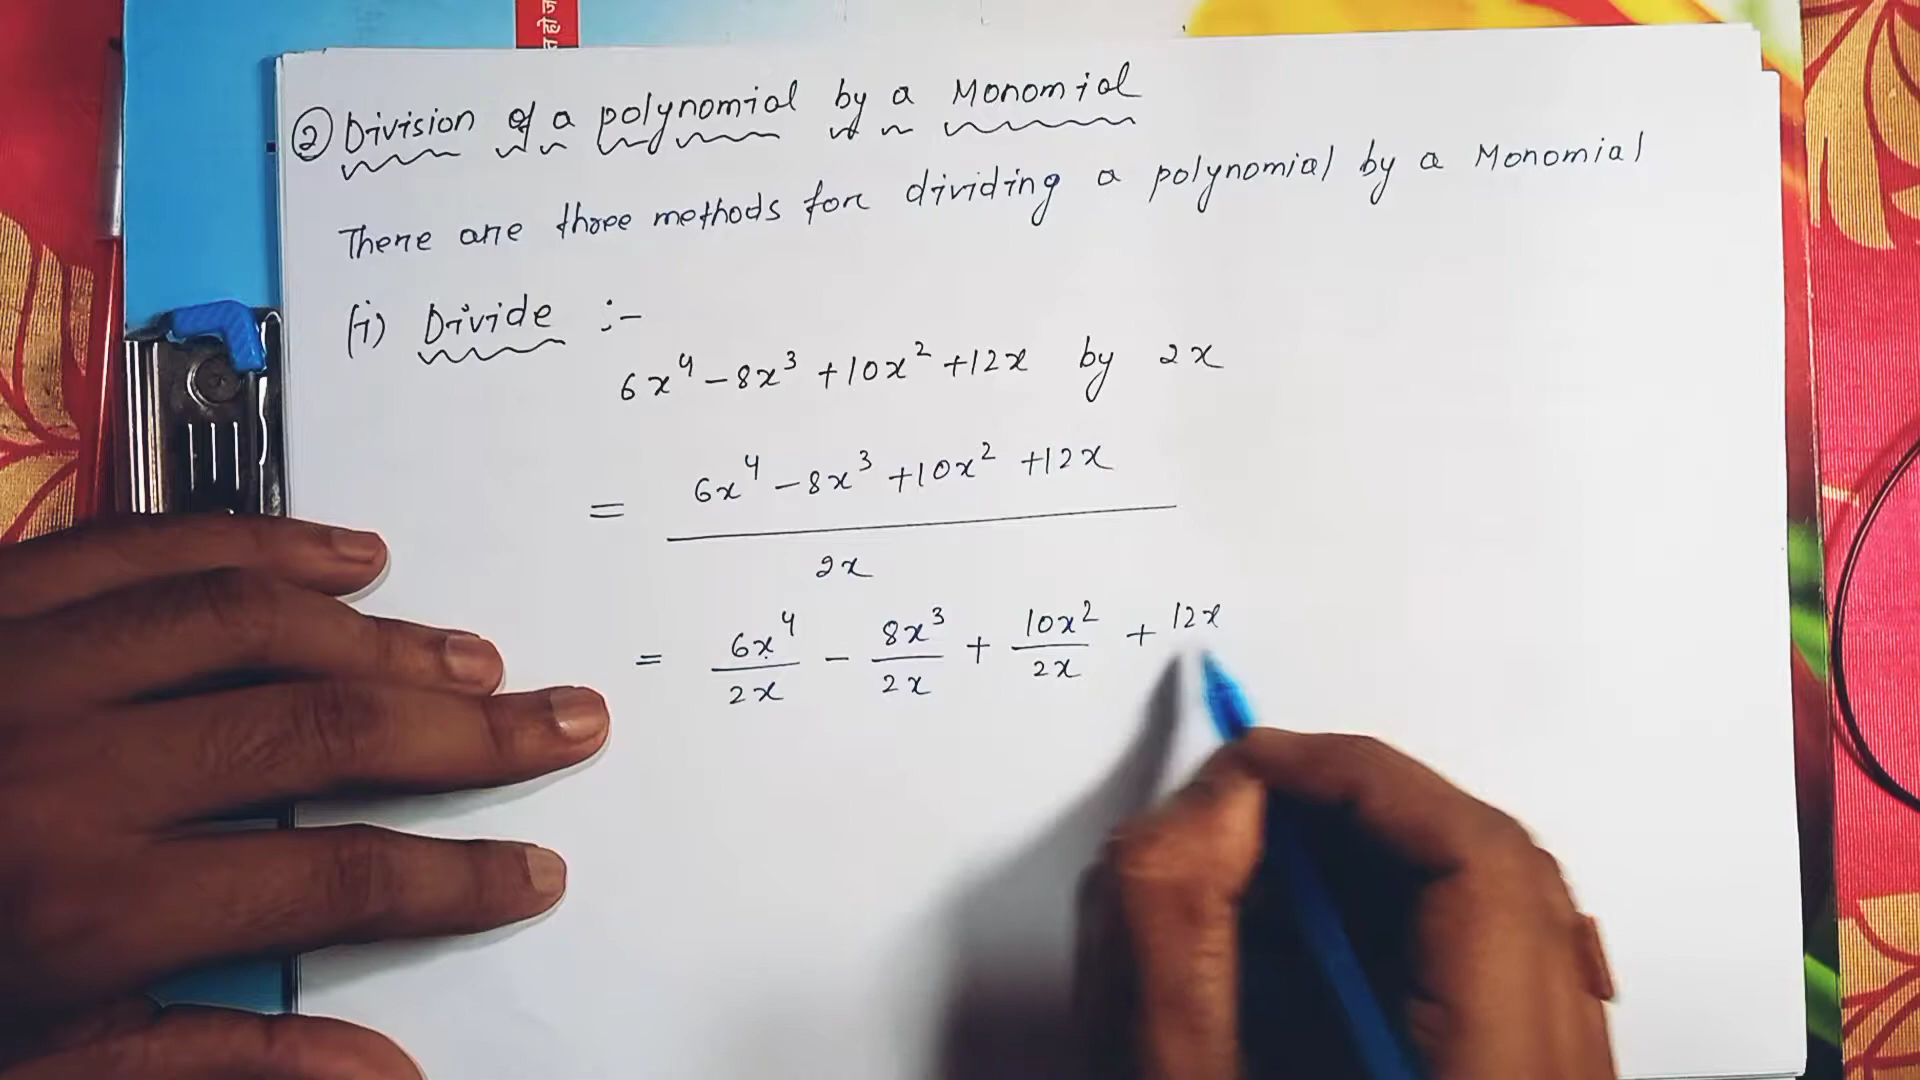 ② Division of a polynomial by a Monomial
There are three methods for dividing a polynomial by a Monomial
(i) Divide :-
6x⁴ - 8x³ + 10x² + 12x by 2x
= (6x⁴ - 8x³ + 10x² + 12x) / 2x
= 6x⁴/2x - 8x³/2x + 10x²/2x + 12x